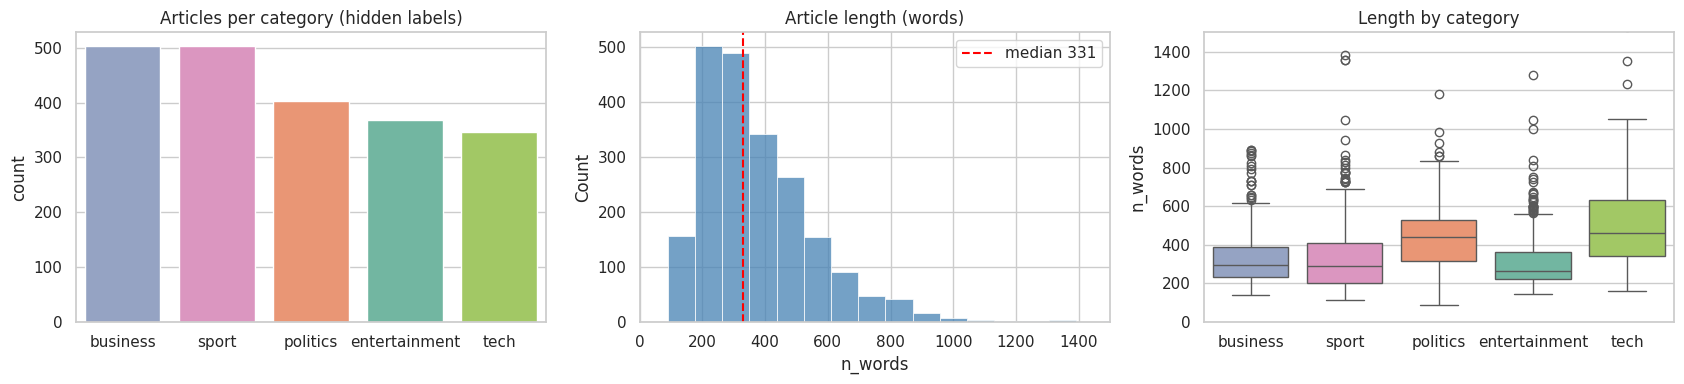 Articles per category (hidden labels)
count
500
400
300
200
100
0
business sport politics entertainment tech
Article length (words)
Count
500
400
300
200
100
0
median 331
0 200 400 600 800 1000 1200 1400
n_words
Length by category
n_words
1400
1200
1000
800
600
400
200
0
business sport politics entertainment tech